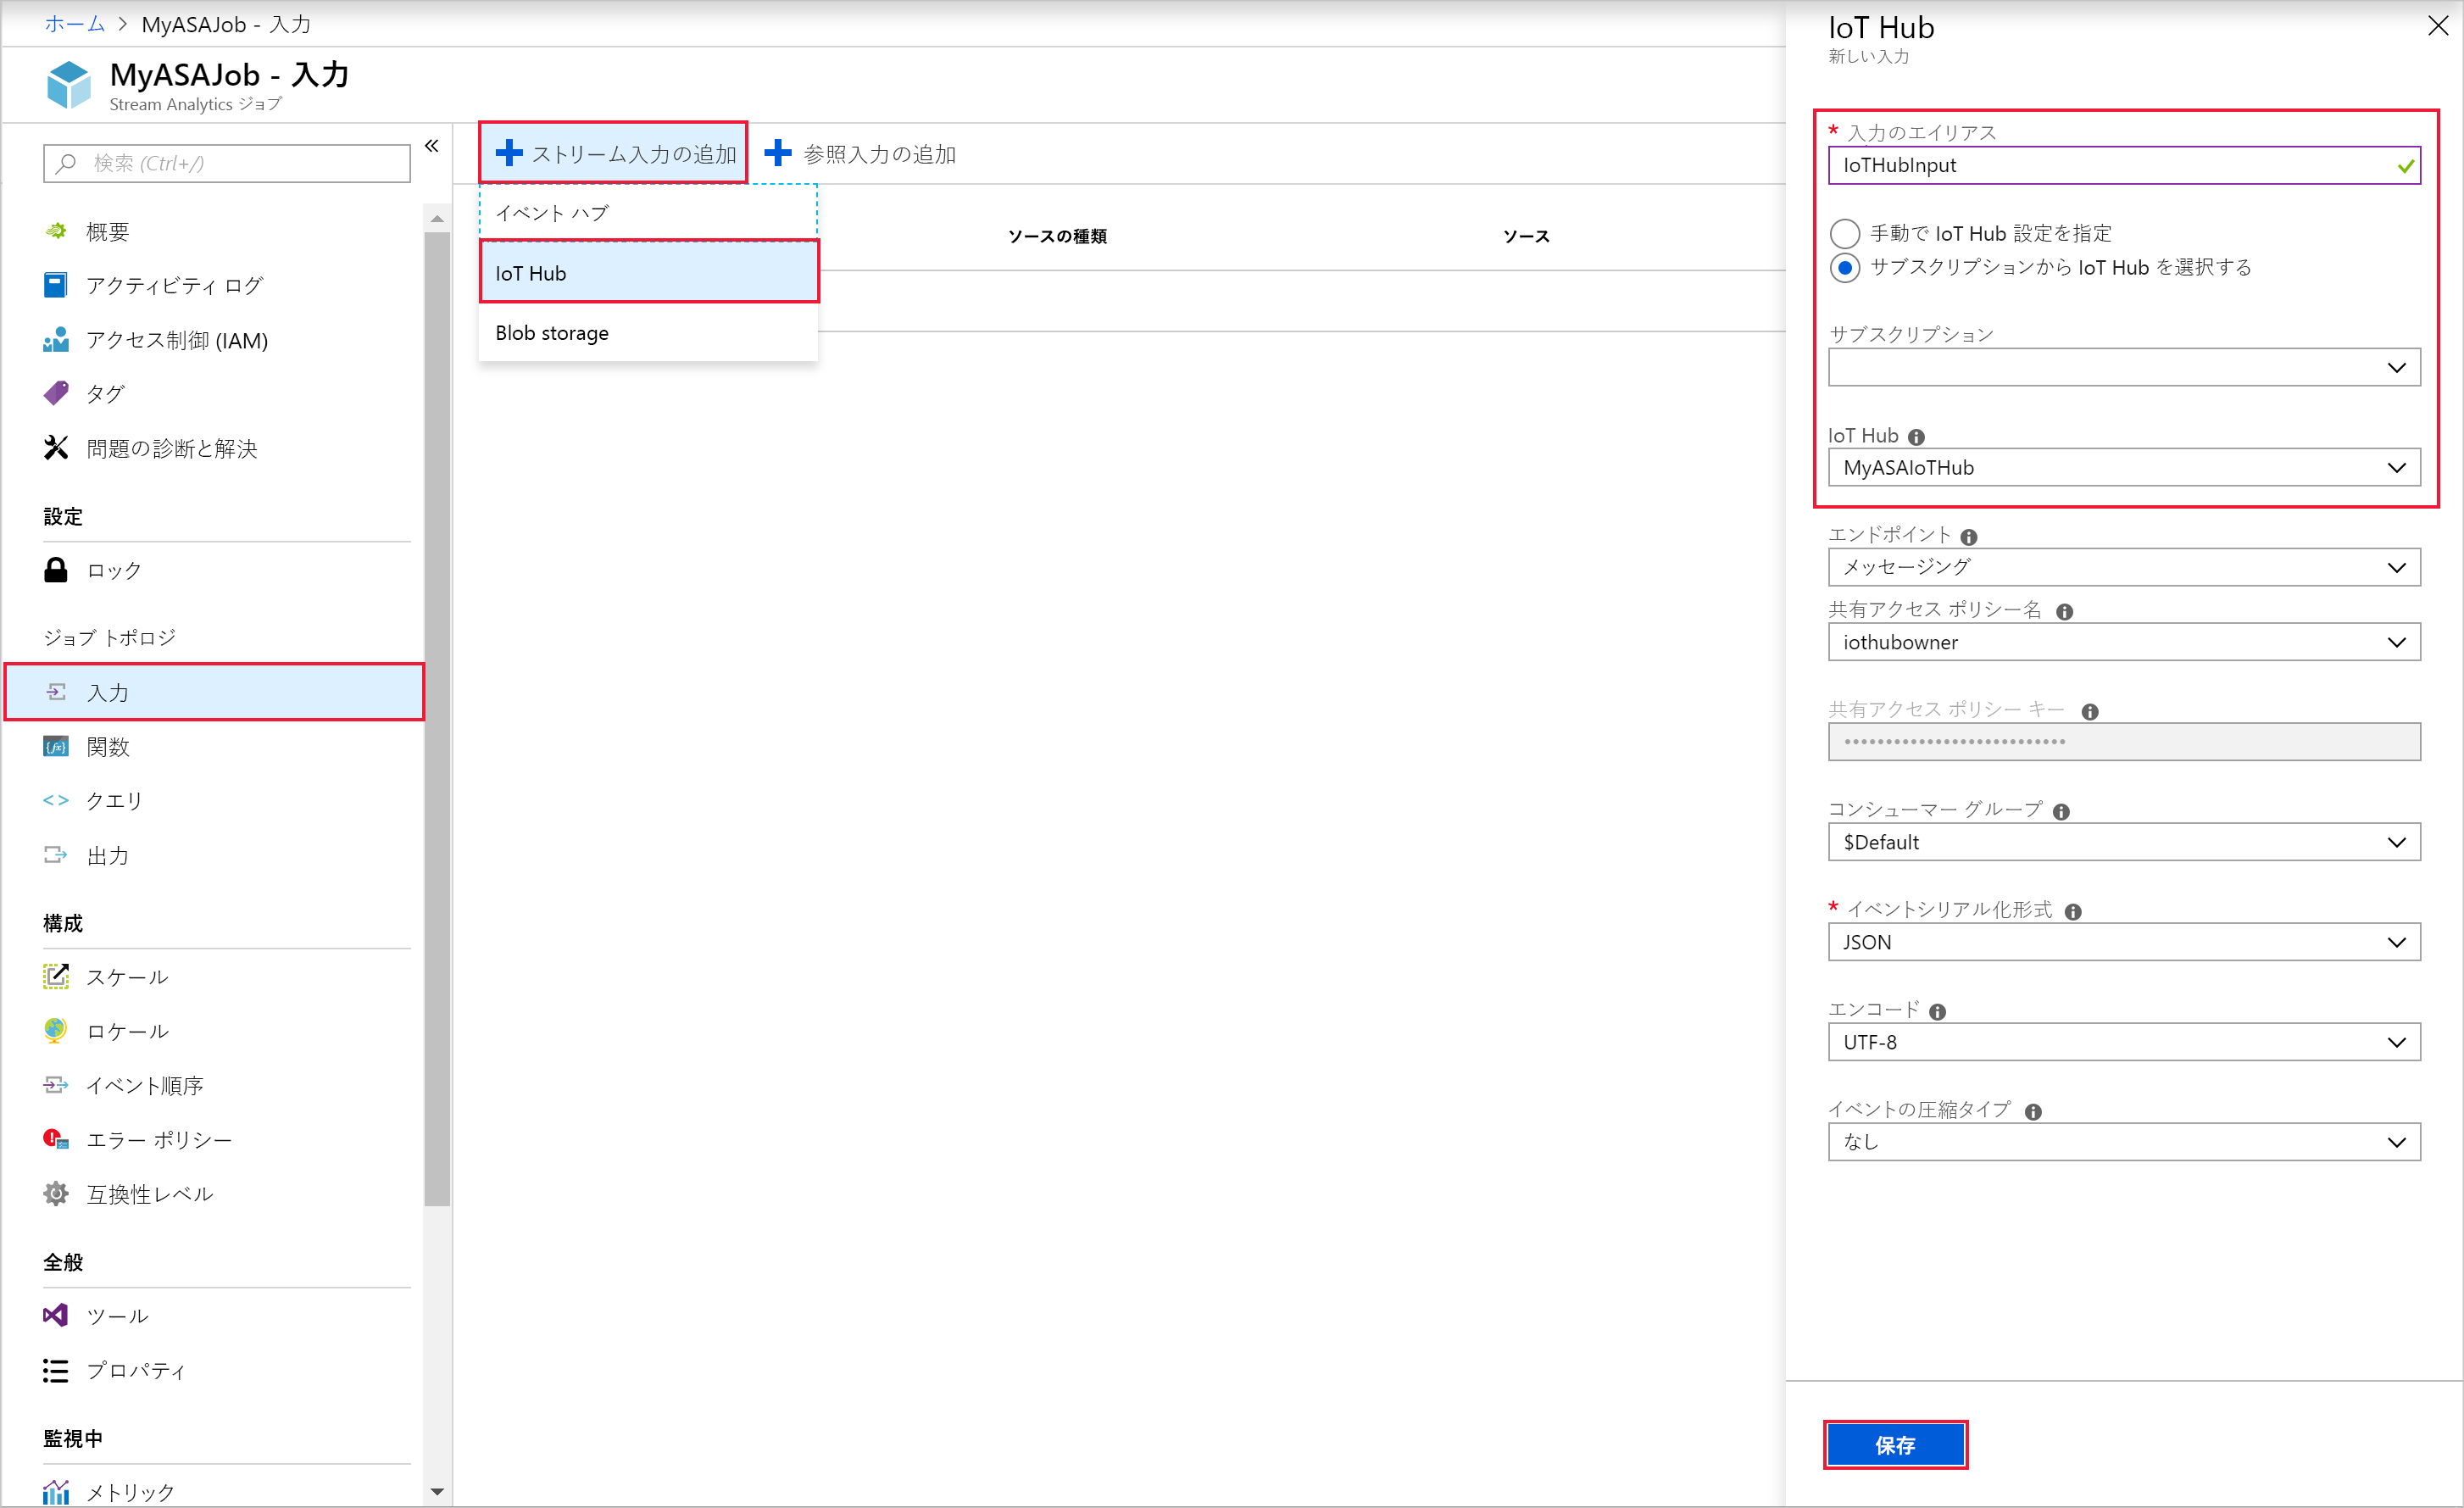 ホーム > MyASAJob - 入力
MyASAJob - 入力
Stream Analytics ジョブ
検索 (Ctrl+/)
概要
アクティビティ ログ
アクセス制御 (IAM)
タグ
問題の診断と解決
設定
ロック
ジョブ トポロジ
入力
関数
クエリ
出力
構成
スケール
ロケール
イベント順序
エラー ポリシー
互換性レベル
全般
ツール
プロパティ
監視中
メトリック
ストリーム入力の追加
参照入力の追加
イベント ハブ
IoT Hub
Blob storage
ソースの種類
ソース
IoT Hub
新しい入力
* 入力のエイリアス
IoTHubInput
手動で IoT Hub 設定を指定
サブスクリプションから IoT Hub を選択する
サブスクリプション
IoT Hub
MyASAIoTHub
エンドポイント
メッセージング
共有アクセス ポリシー名
iothubowner
共有アクセス ポリシー キー
コンシューマー グループ
$Default
* イベントシリアル化形式
JSON
エンコード
UTF-8
イベントの圧縮タイプ
なし
保存